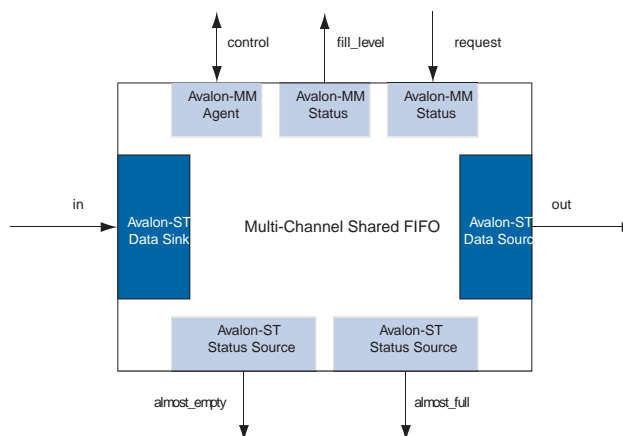 control
fill_level
request
Avalon-MM
Agent
Avalon-MM
Status
Avalon-MM
Status
in
Avalon-ST
Data Sink
Multi-Channel Shared FIFO
Avalon-ST
Data Source
out
Avalon-ST
Status Source
Avalon-ST
Status Source
almost_empty
almost_full